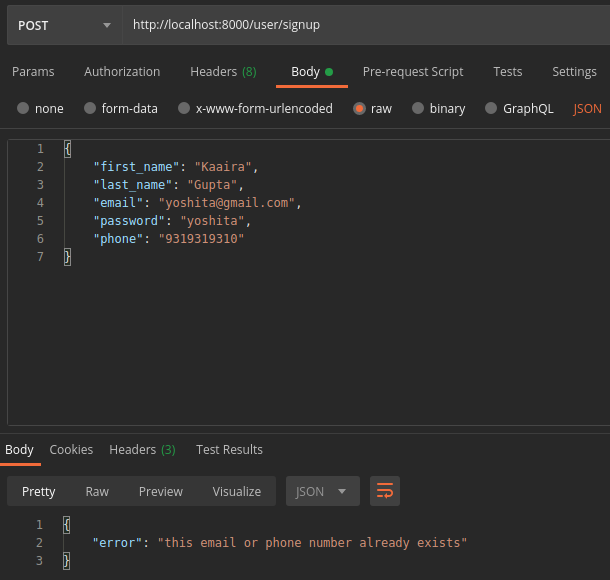 POST http://localhost:8000/user/signup
Params Authorization Headers (8) Body Pre-request Script Tests Settings
none form-data x-www-form-urlencoded raw binary GraphQL JSON
1 {
2 "first_name": "Kaaira",
3 "last_name": "Gupta",
4 "email": "yoshita@gmail.com",
5 "password": "yoshita",
6 "phone": "9319319310"
7 }
Body Cookies Headers (3) Test Results
Pretty Raw Preview Visualize JSON
1 {
2 "error": "this email or phone number already exists"
3 }